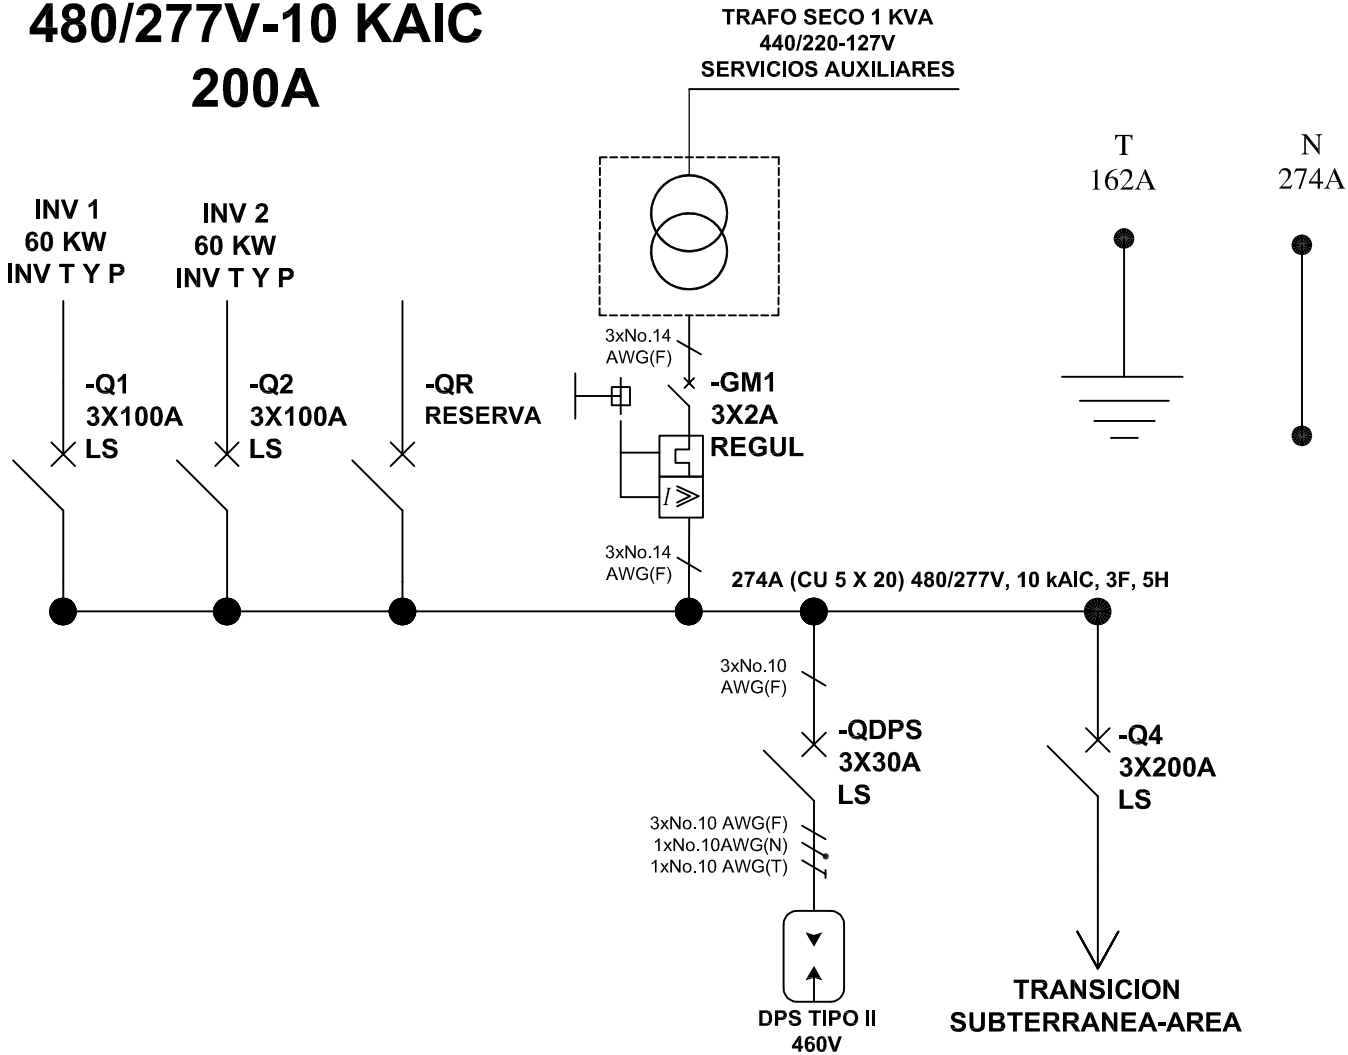 480/277V-10 KAIC
200A
TRAFO SECO 1 KVA
440/220-127V
SERVICIOS AUXILIARES
T
162A
N
274A
INV 1
60 KW
INV T Y P
INV 2
60 KW
INV T Y P
3xNo.14
AWG(F)
-Q1
3X100A
LS
-Q2
3X100A
LS
-QR
RESERVA
-GM1
3X2A
REGUL
I
3xNo.14
AWG(F)
274A (CU 5 X 20) 480/277V, 10 kAIC, 3F, 5H
3xNo.10
AWG(F)
-QDPS
3X30A
LS
-Q4
3X200A
LS
3xNo.10 AWG(F)
1xNo.10AWG(N)
1xNo.10 AWG(T)
DPS TIPO II
460V
TRANSICION
SUBTERRANEA-AREA